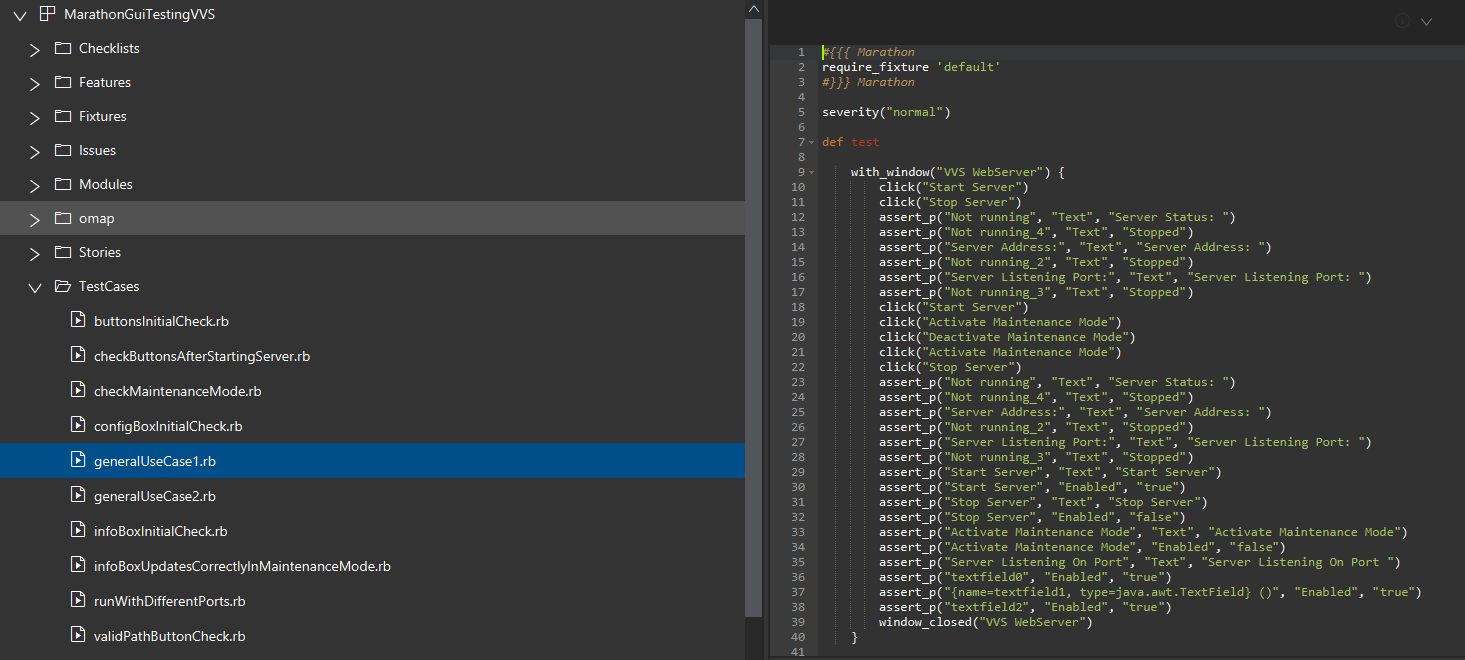 MarathonGuiTestingVVS
Checklists
Features
Fixtures
Issues
Modules
omap
Stories
TestCases
buttonsInitialCheck.rb
checkButtonsAfterStartingServer.rb
checkMaintenanceMode.rb
configBoxInitialCheck.rb
generalUseCase1.rb
generalUseCase2.rb
infoBoxInitialCheck.rb
infoBoxUpdatesCorrectlyInMaintenanceMode.rb
runWithDifferentPorts.rb
validPathButtonCheck.rb
1 #{{{ Marathon
2 require_fixture 'default'
3 #}}} Marathon
4
5 severity("normal")
6
7 def test
8
9 with_window("VVS WebServer") {
10 click("Start Server")
11 click("Stop Server")
12 assert_p("Not running", "Text", "Server Status: ")
13 assert_p("Not running_4", "Text", "Stopped")
14 assert_p("Server Address:", "Text", "Server Address: ")
15 assert_p("Not running_2", "Text", "Stopped")
16 assert_p("Server Listening Port:", "Text", "Server Listening Port: ")
17 assert_p("Not running_3", "Text", "Stopped")
18 click("Start Server")
19 click("Activate Maintenance Mode")
20 click("Deactivate Maintenance Mode")
21 click("Activate Maintenance Mode")
22 click("Stop Server")
23 assert_p("Not running", "Text", "Server Status: ")
24 assert_p("Not running_4", "Text", "Stopped")
25 assert_p("Server Address:", "Text", "Server Address: ")
26 assert_p("Not running_2", "Text", "Stopped")
27 assert_p("Server Listening Port:", "Text", "Server Listening Port: ")
28 assert_p("Not running_3", "Text", "Stopped")
29 assert_p("Start Server", "Text", "Start Server")
30 assert_p("Start Server", "Enabled", "true")
31 assert_p("Stop Server", "Text", "Stop Server")
32 assert_p("Stop Server", "Enabled", "false")
33 assert_p("Activate Maintenance Mode", "Text", "Activate Maintenance Mode")
34 assert_p("Activate Maintenance Mode", "Enabled", "false")
35 assert_p("Server Listening On Port", "Text", "Server Listening On Port ")
36 assert_p("textfield0", "Enabled", "true")
37 assert_p("{name=textfield1, type=java.awt.TextField} ()", "Enabled", "true")
38 assert_p("textfield2", "Enabled", "true")
39 window_closed("VVS WebServer")
40 }
41